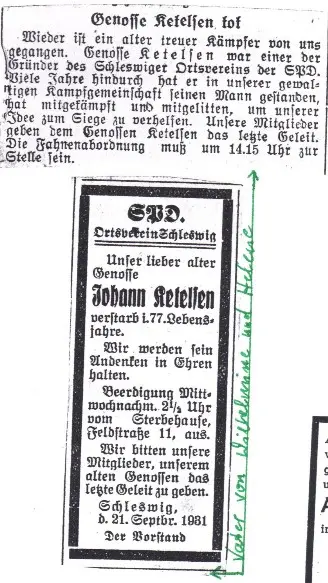 Genosse Ketelsen tot
Wieder ist ein alter treuer Kämpfer von uns
gegangen. Genosse Ketelsen war einer der
Gründer des Schleswiger Ortsvereins der SPD.
Viele Jahre hindurch hat er in unserer gewal-
tigen Kampfgemeinschaft seinen Mann gestanden,
hat mitgekämpft und mitgelitten, um unserer
Idee zum Siege zu verhelfen. Unsere Mitglieder
geben dem Genossen Ketelsen das letzte Geleit.
Die Fahnenabordnung muß um 14.15 Uhr zur
Stelle sein.
SPD.
Ortsverein Schleswig
Unser lieber alter
Genosse
Johann Ketelsen
verstarb i. 77. Lebens-
jahre.
Wir werden sein
Andenken in Ehren
halten.
Beerdigung Mitt-
wochnachm. 2½ Uhr
vom Sterbehause,
Feldstraße 11, aus.
Wir bitten unsere
Mitglieder, unserem
alten Genossen das
letzte Geleit zu geben.
Schleswig,
d. 21. Septbr. 1931
Der Vorstand
Vater von Wilhelmine und Helene